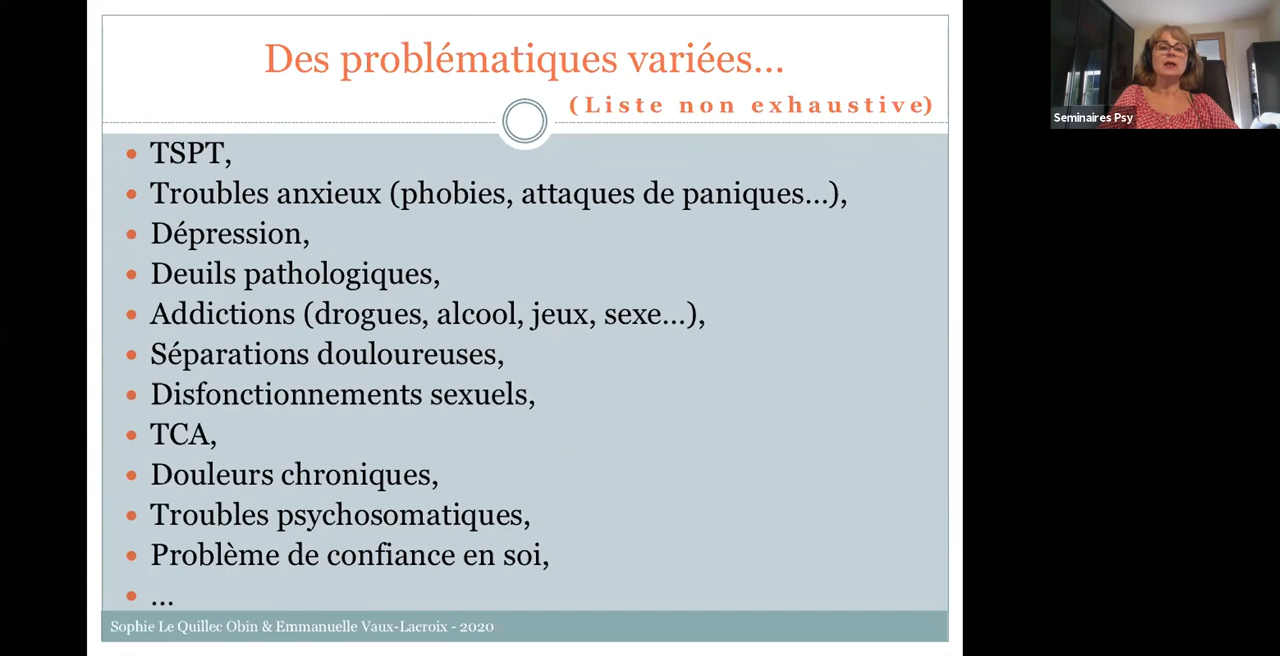 Des problématiques variées...
(Liste non exhaustive)
• TSPT,
• Troubles anxieux (phobies, attaques de paniques...),
• Dépression,
• Deuils pathologiques,
• Addictions (drogues, alcool, jeux, sexe...),
• Séparations douloureuses,
• Disfonctionnements sexuels,
• TCA,
• Douleurs chroniques,
• Troubles psychosomatiques,
• Problème de confiance en soi,
• ...
Sophie Le Quillec Obin & Emmanuelle Vaux-Lacroix - 2020
Seminaires Psy